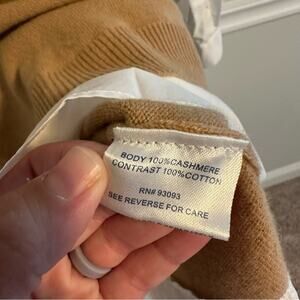 BODY 100%CASHMERE
CONTRAST 100%COTTON
RN# 93093
SEE REVERSE FOR CARE